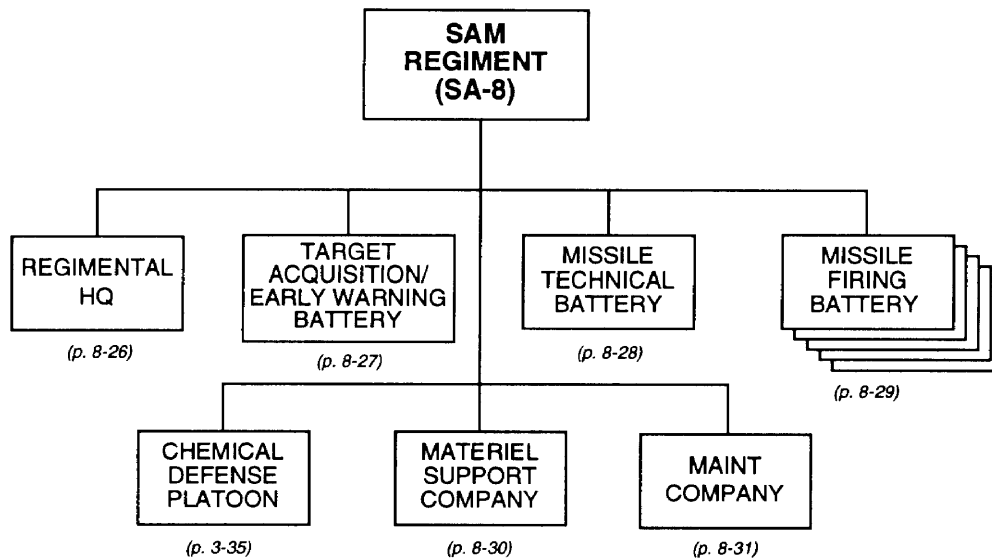 SAM
REGIMENT
(SA-8)
REGIMENTAL
HQ
(p. 8-26)
TARGET
ACQUISITION/
EARLY WARNING
BATTERY
(p. 8-27)
MISSILE
TECHNICAL
BATTERY
(p. 8-28)
MISSILE
FIRING
BATTERY
(p. 8-29)
CHEMICAL
DEFENSE
PLATOON
(p. 3-35)
MATERIEL
SUPPORT
COMPANY
(p. 8-30)
MAINT
COMPANY
(p. 8-31)